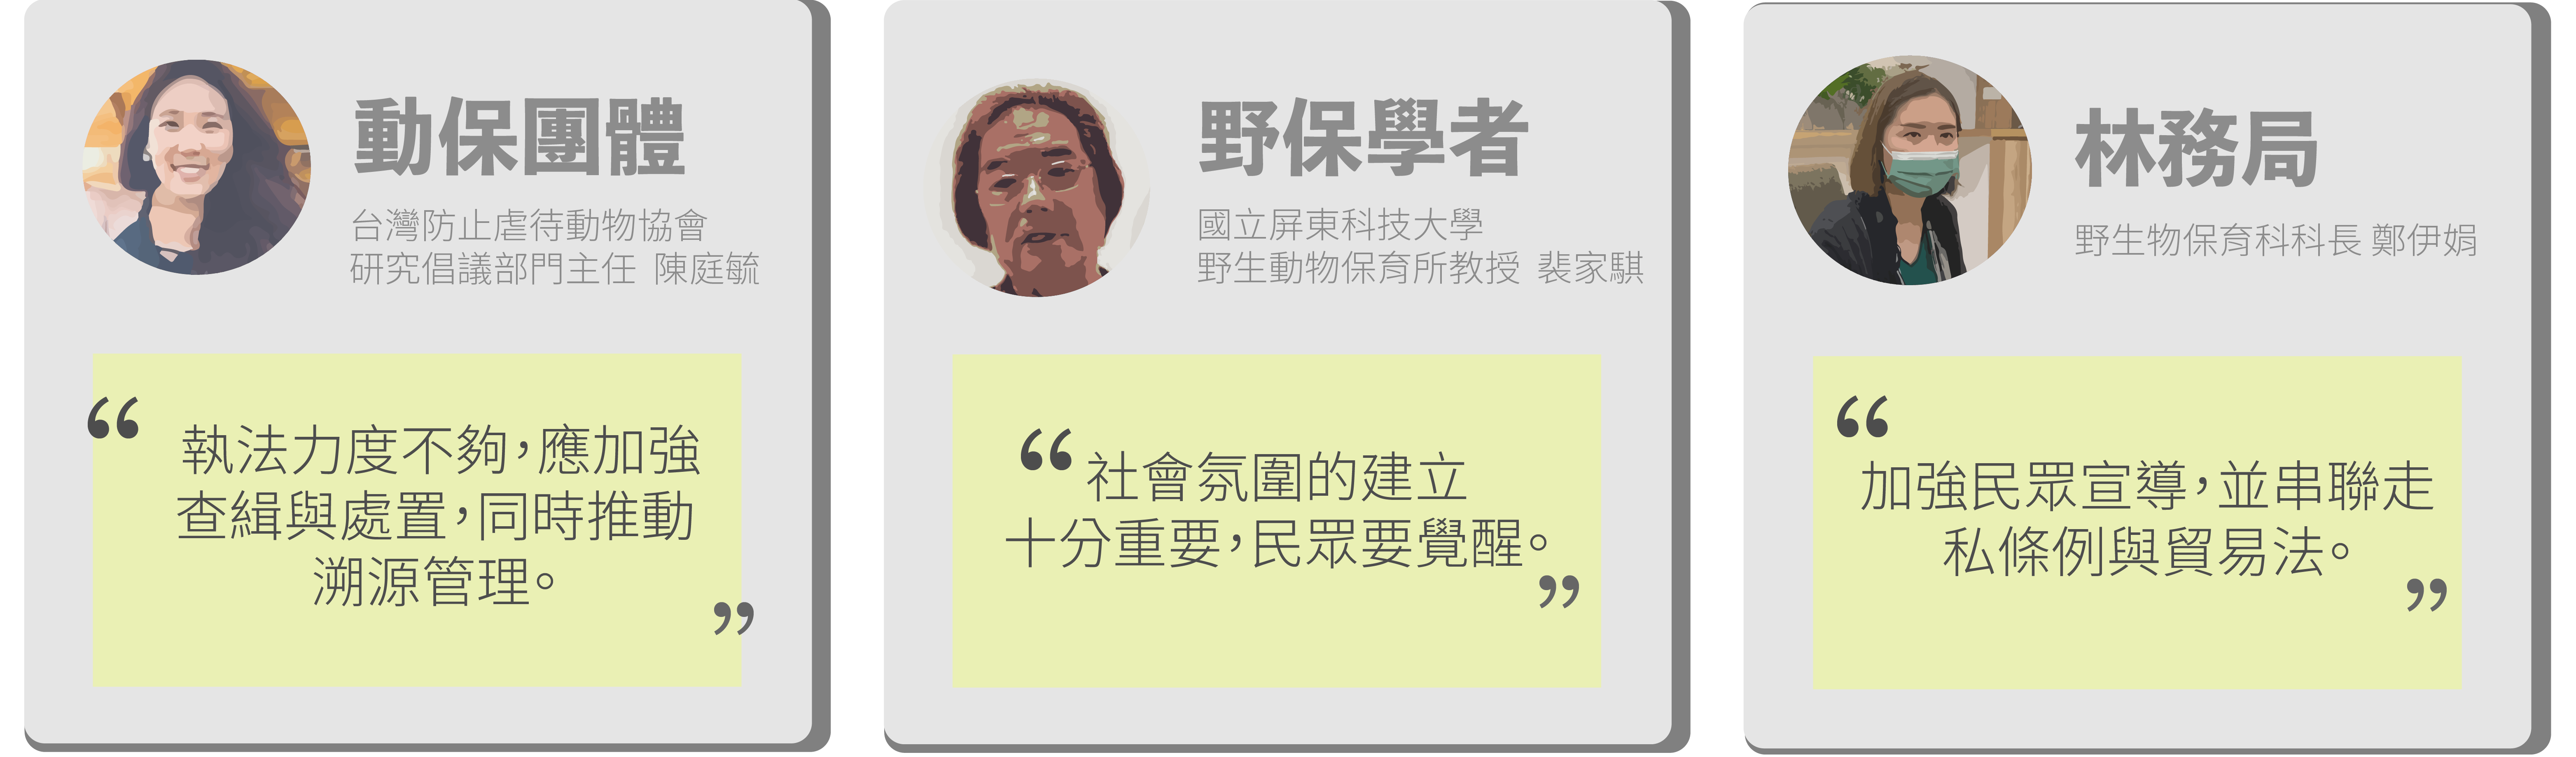 動保團體
台灣防止虐待動物協會
研究倡議部門主任 陳庭毓
“執法力度不夠，應加強
查緝與處置，同時推動
溯源管理。”
野保學者
國立屏東科技大學
野生動物保育所教授 裴家騏
“社會氛圍的建立
十分重要，民眾要覺醒。”
林務局
野生物保育科科長 鄭伊娟
“加強民眾宣導，並串聯走
私條例與貿易法。”